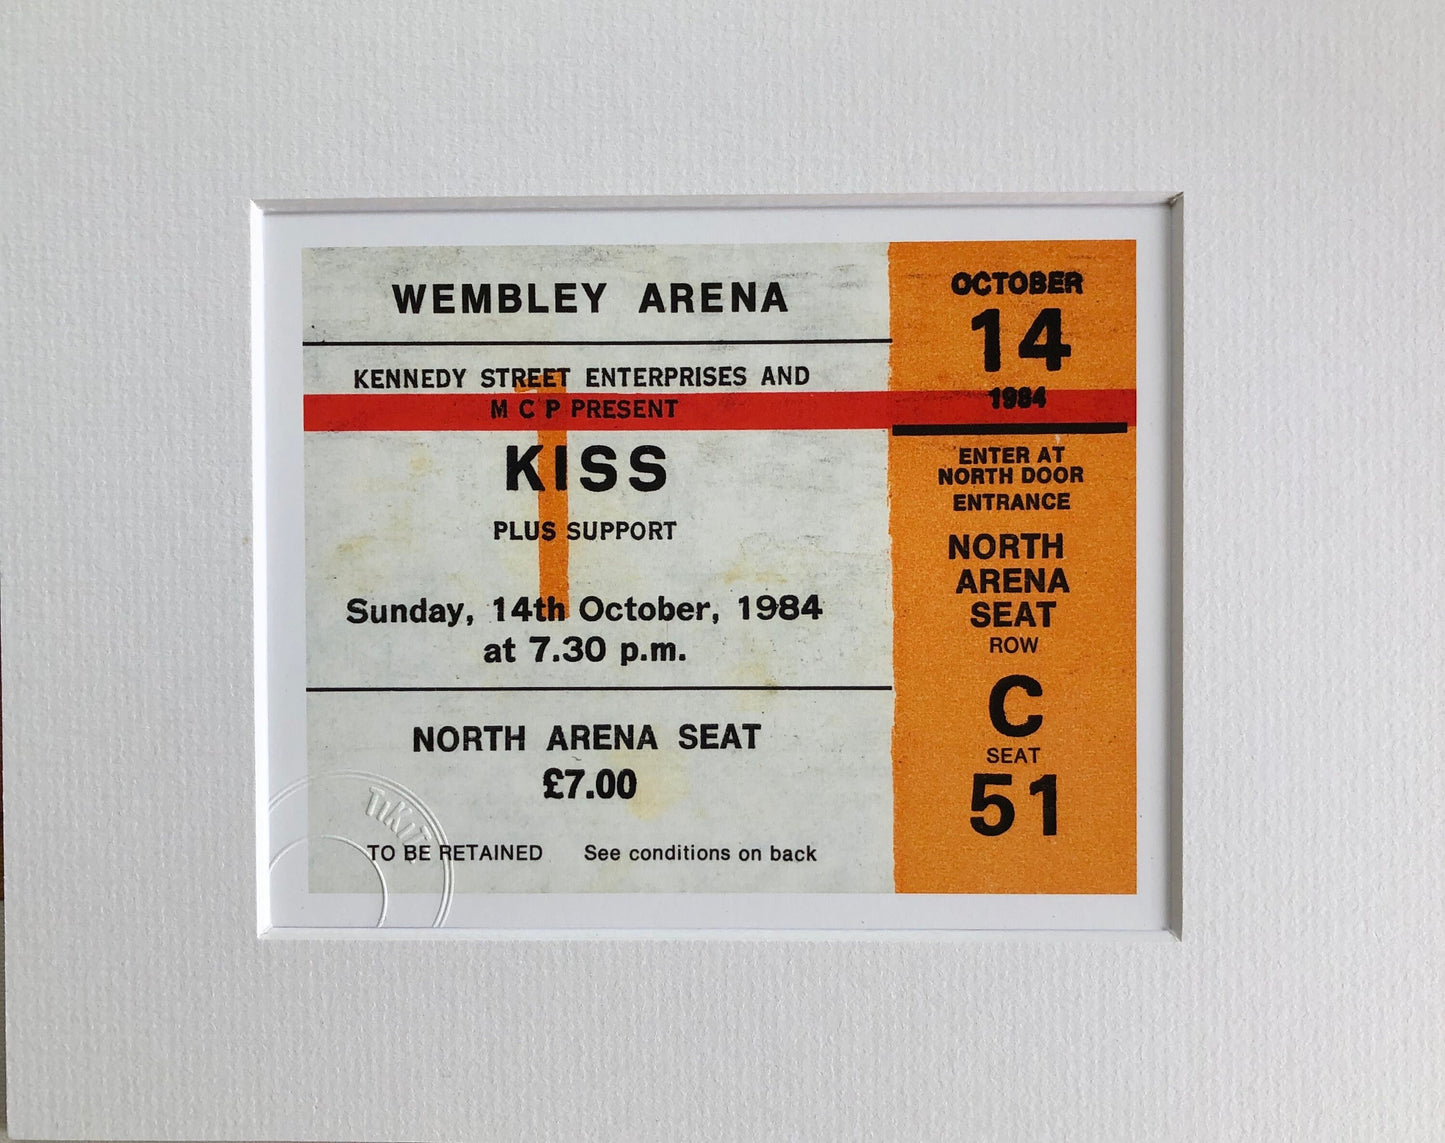 WEMBLEY ARENA
KENNEDY STREET ENTERPRISES AND
M C P PRESENT
KISS
PLUS SUPPORT
Sunday, 14th October, 1984
at 7.30 p.m.
NORTH ARENA SEAT
£7.00
TO BE RETAINED See conditions on back
OCTOBER
14
1984
ENTER AT
NORTH DOOR
ENTRANCE
NORTH
ARENA
SEAT
ROW
C
SEAT
51